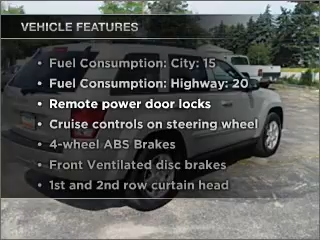 VEHICLE FEATURES
• Fuel Consumption: City: 15
• Fuel Consumption: Highway: 20
• Remote power door locks
• Cruise controls on steering wheel
• 4-wheel ABS Brakes
• Front Ventilated disc brakes
• 1st and 2nd row curtain head